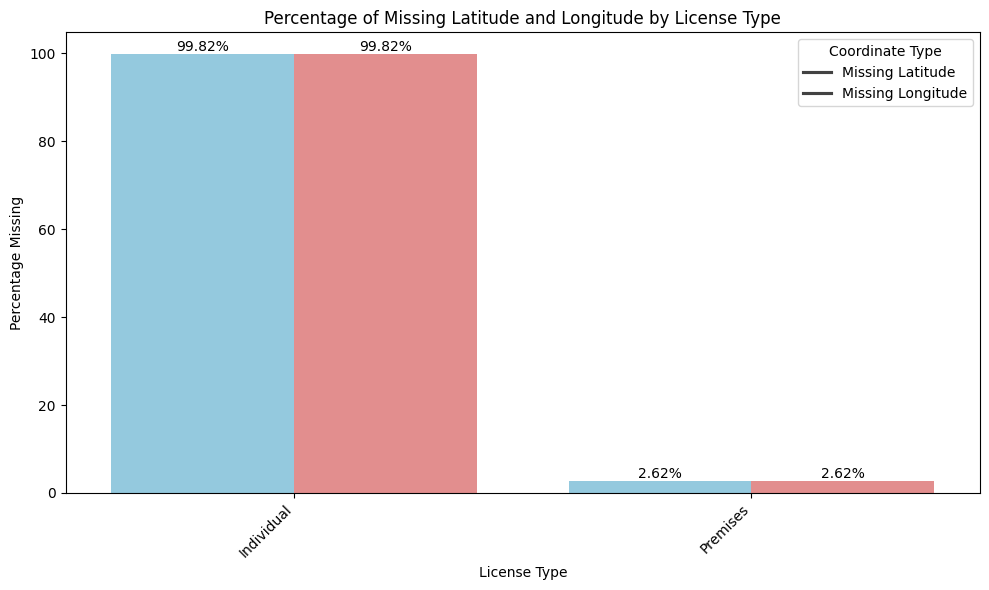 Percentage of Missing Latitude and Longitude by License Type
99.82%
99.82%
Coordinate Type
Missing Latitude
Missing Longitude
100
80
60
40
20
0
Percentage Missing
2.62%
2.62%
Individual
Premises
License Type